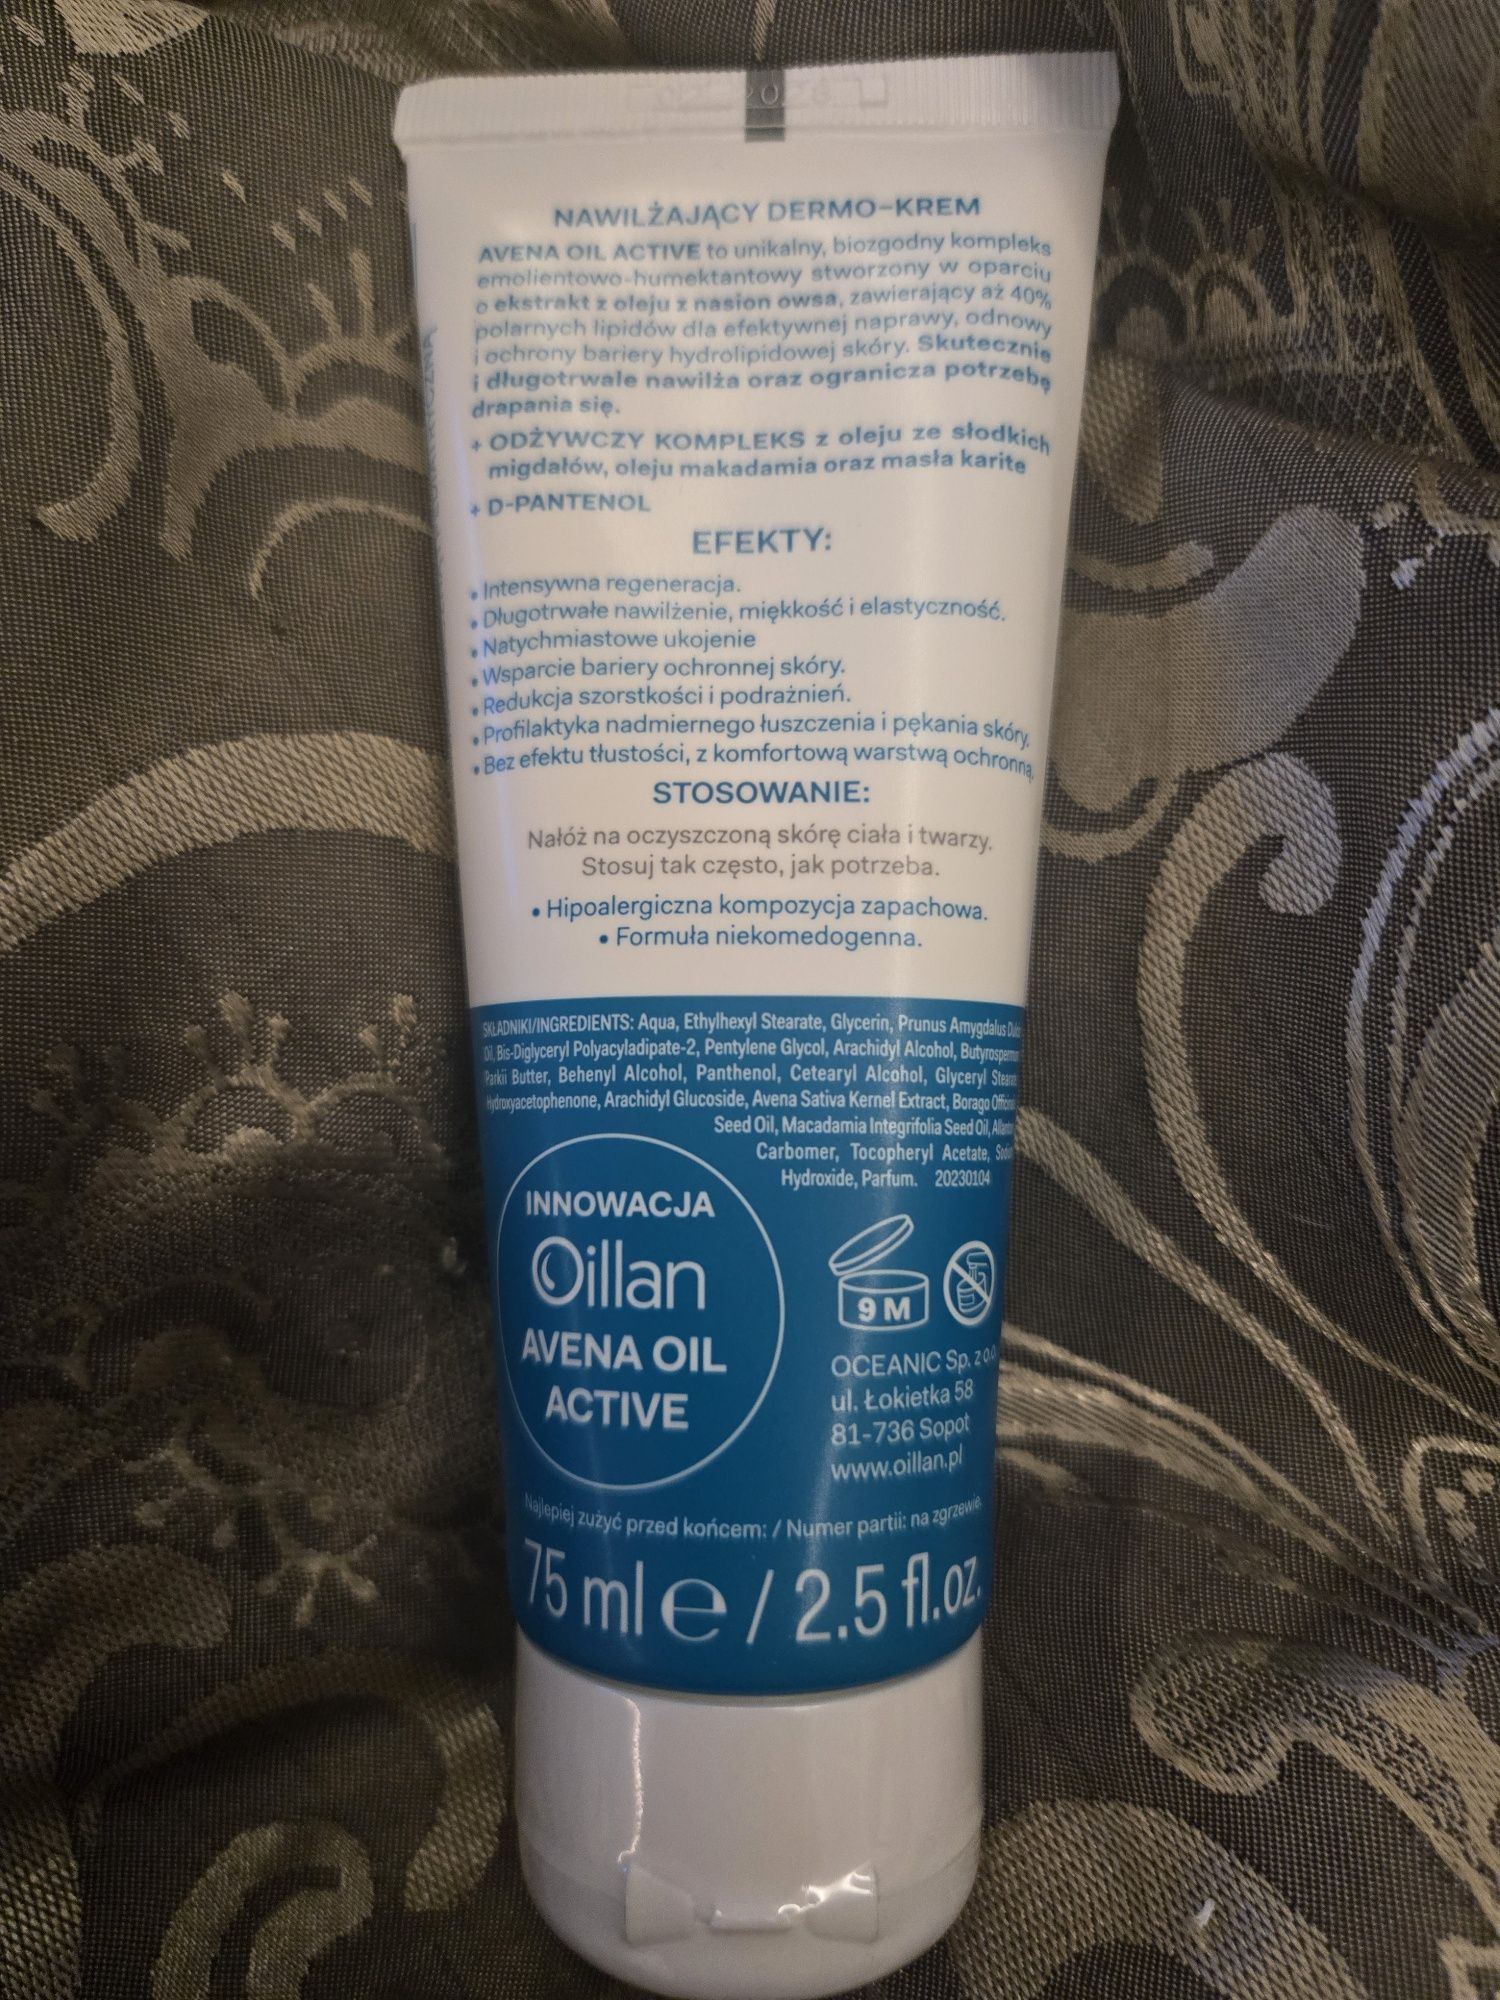 NAWILŻAJĄCY DERMO-KREM
AVENA OIL ACTIVE to unikalny, biozgodny kompleks
emolientowo-humektantowy stworzony w oparciu
o ekstrakt z oleju z nasion owsa, zawierający aż 40%
polarnych lipidów dla efektywnej naprawy, odnowy
i ochrony bariery hydrolipidowej skóry. Skutecznie
i długotrwale nawilża oraz ogranicza potrzebę
drapania się.
+ ODŻYWCZY KOMPLEKS z oleju ze słodkich
migdałów, oleju makadamia oraz masła karite
+ D-PANTENOL
EFEKTY:
• Intensywna regeneracja.
• Długotrwałe nawilżenie, miękkość i elastyczność.
• Natychmiastowe ukojenie
• Wsparcie bariery ochronnej skóry.
• Redukcja szorstkości i podrażnień.
• Profilaktyka nadmiernego łuszczenia i pękania skóry.
• Bez efektu tłustości, z komfortową warstwą ochronną.
STOSOWANIE:
Nałóż na oczyszczoną skórę ciała i twarzy.
Stosuj tak często, jak potrzeba.
• Hipoalergiczna kompozycja zapachowa.
• Formuła niekomedogenna.
SKŁADNIKI/INGREDIENTS: Aqua, Ethylhexyl Stearate, Glycerin, Prunus Amygdalus Dulcis
Oil, Bis-Diglyceryl Polyacyladipate-2, Pentylene Glycol, Arachidyl Alcohol, Butyrospermum
Parkii Butter, Behenyl Alcohol, Panthenol, Cetearyl Alcohol, Glyceryl Stearate,
Hydroxyacetophenone, Arachidyl Glucoside, Avena Sativa Kernel Extract, Borago Officinalis
Seed Oil, Macadamia Integrifolia Seed Oil, Allantoin,
Carbomer, Tocopheryl Acetate, Sodium
Hydroxide, Parfum. 20230104
INNOWACJA
Oillan
AVENA OIL
ACTIVE
9 M
OCEANIC Sp. z o.o.
ul. Łokietka 58
81-736 Sopot
www.oillan.pl
Najlepiej zużyć przed końcem: / Numer partii: na zgrzewie.
75 ml e / 2.5 fl.oz.